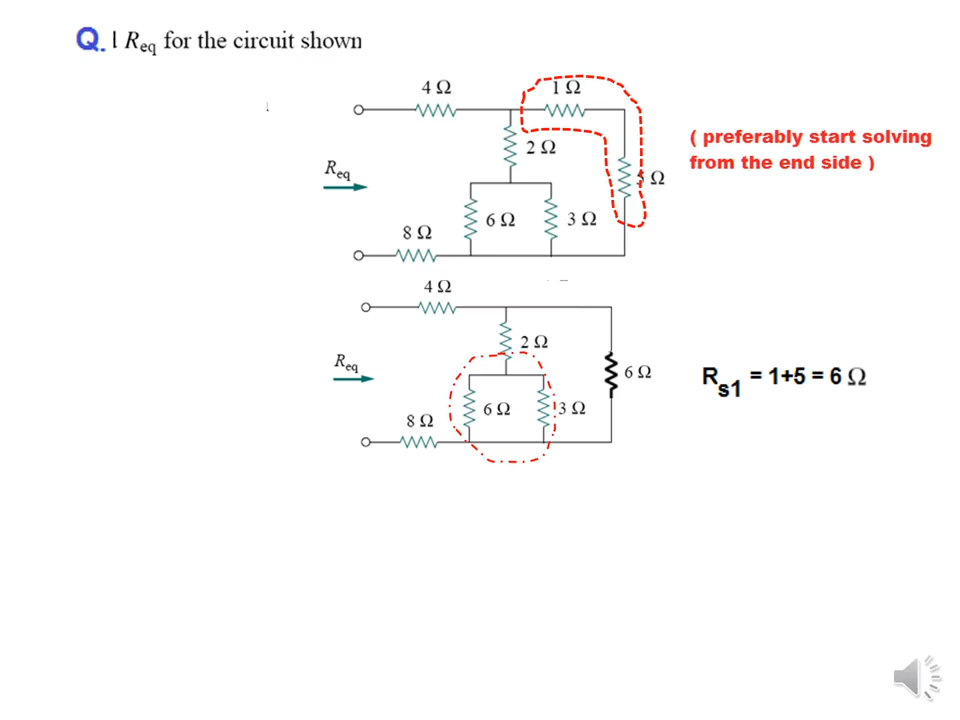 Q. l Req for the circuit shown
4 Ω
1 Ω
2 Ω
( preferably start solving
from the end side )
Req
Ω
6 Ω
3 Ω
8 Ω
4 Ω
2 Ω
Req
6 Ω
Rs1 = 1+5 = 6 Ω
6 Ω
3 Ω
8 Ω